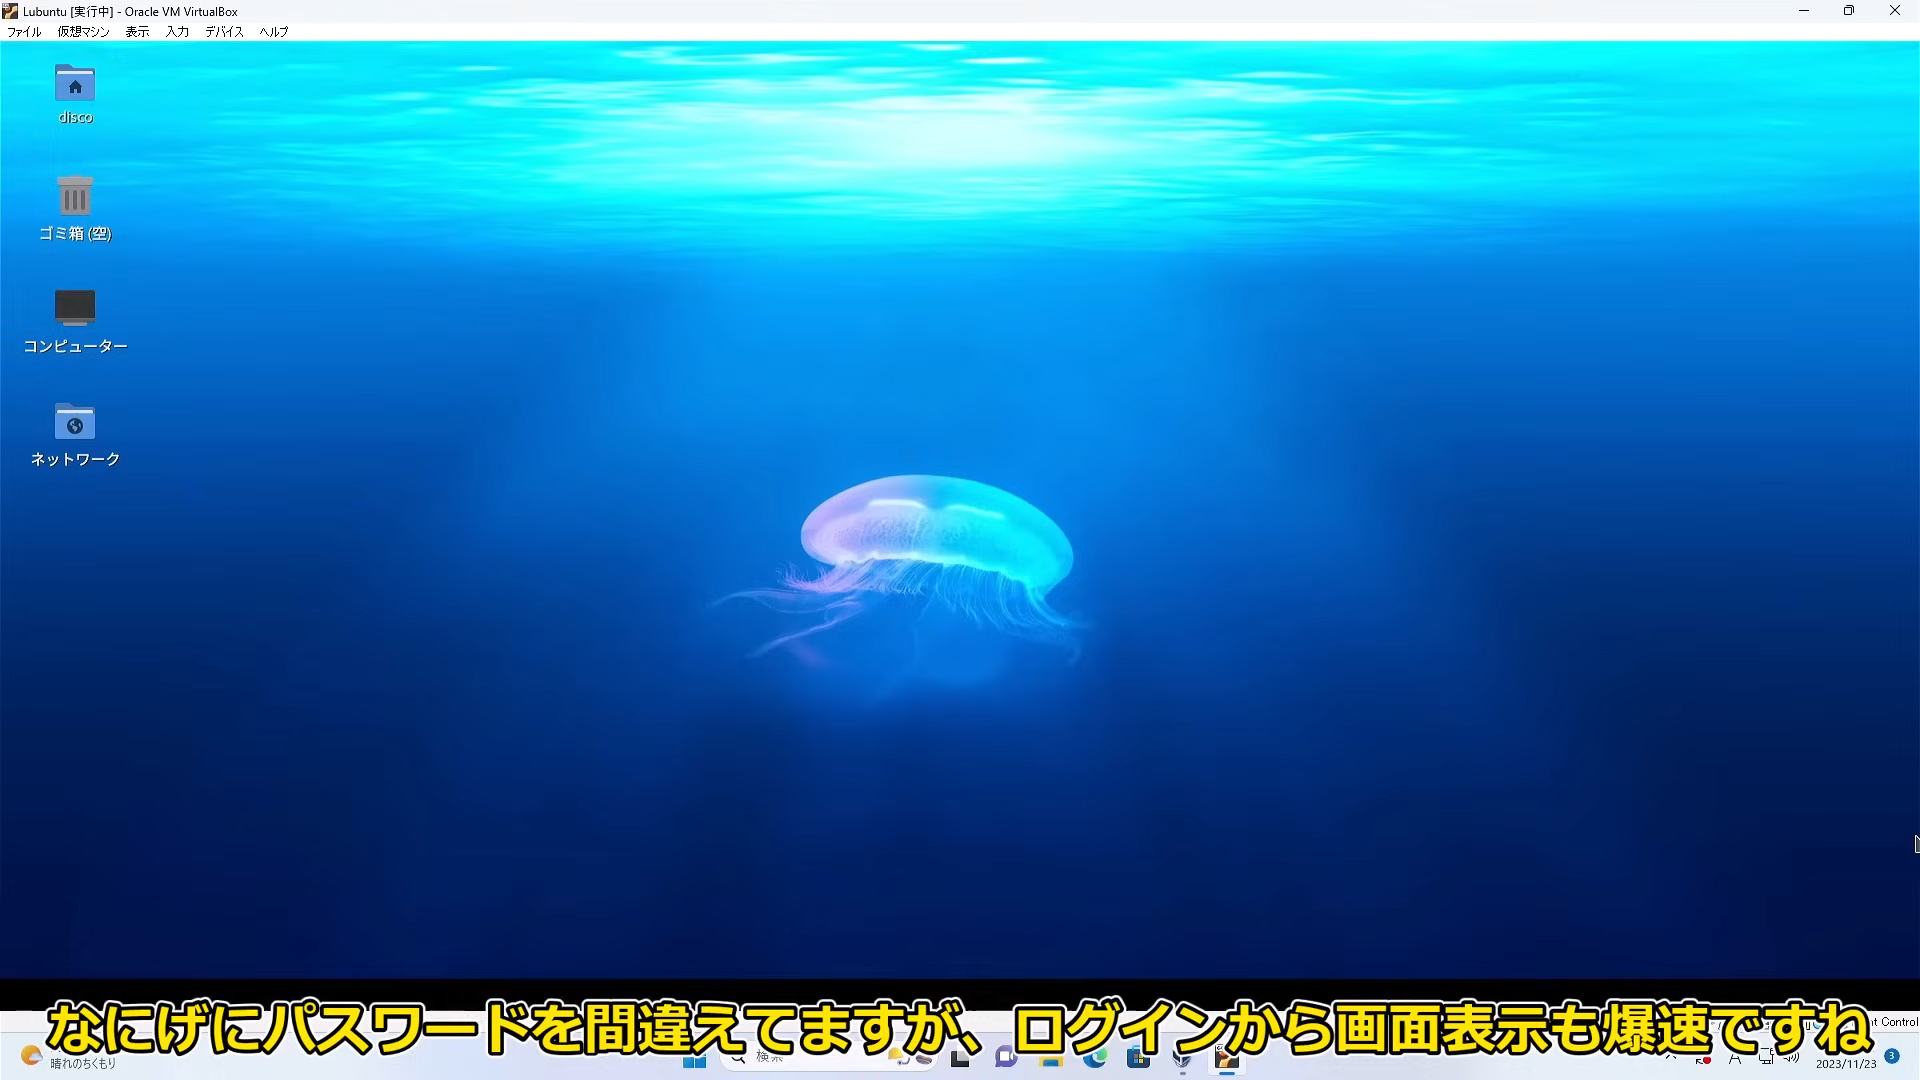 Lubuntu [実行中] - Oracle VM VirtualBox
ファイル 仮想マシン 表示 入力 デバイス ヘルプ
disco
ゴミ箱 (空)
コンピューター
ネットワーク
なにげにパスワードを間違えてますが、ログインから画面表示も爆速ですね
Control
晴れのちくもり
検索
A
2023/11/23
3